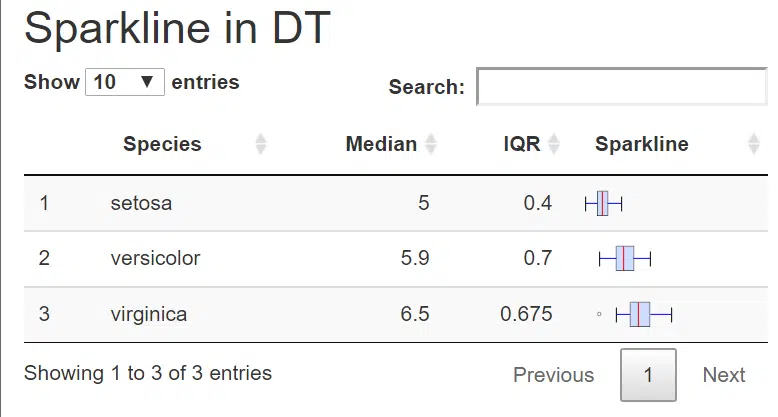 Sparkline in DT
Show 10 entries Search:
Species Median IQR Sparkline
1 setosa 5 0.4
2 versicolor 5.9 0.7
3 virginica 6.5 0.675
Showing 1 to 3 of 3 entries Previous 1 Next